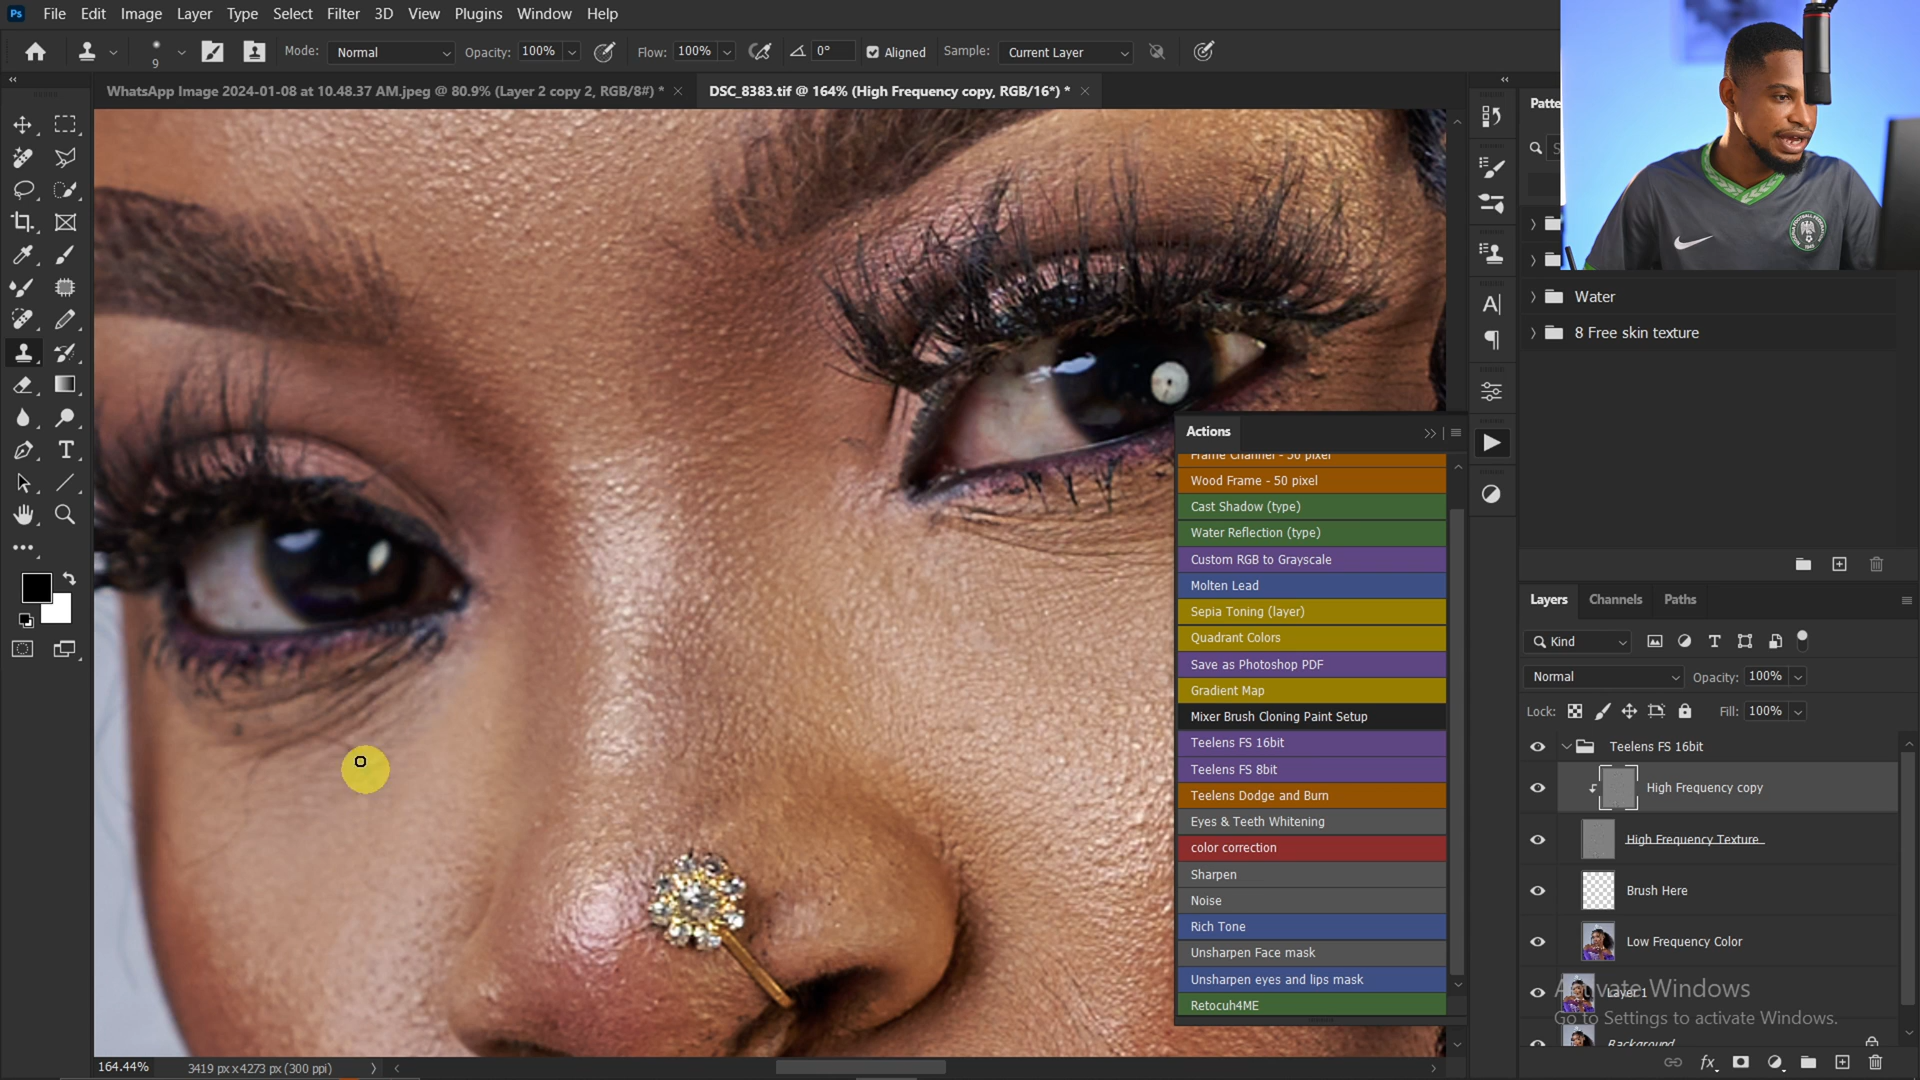 Ps File Edit Image Layer Type Select Filter 3D View Plugins Window Help
9 Mode: Normal Opacity: 100% Flow: 100% 0° Aligned Sample: Current Layer
WhatsApp Image 2024-01-08 at 10.48.37 AM.jpeg @ 80.9% (Layer 2 copy 2, RGB/8#) *
DSC_8383.tif @ 164% (High Frequency copy, RGB/16*) *
Patte
Water
8 Free skin texture
Actions
Frame Channel - 50 pixel
Wood Frame - 50 pixel
Cast Shadow (type)
Water Reflection (type)
Custom RGB to Grayscale
Molten Lead
Sepia Toning (layer)
Quadrant Colors
Save as Photoshop PDF
Gradient Map
Mixer Brush Cloning Paint Setup
Teelens FS 16bit
Teelens FS 8bit
Teelens Dodge and Burn
Eyes & Teeth Whitening
color correction
Sharpen
Noise
Rich Tone
Unsharpen Face mask
Unsharpen eyes and lips mask
Retocuh4ME
Layers Channels Paths
Kind
Normal Opacity: 100%
Lock: Fill: 100%
Teelens FS 16bit
High Frequency copy
High Frequency Texture
Brush Here
Low Frequency Color
Layer 1
Activate Windows
Go to Settings to activate Windows.
Background
164.44% 3419 px x 4273 px (300 ppi)